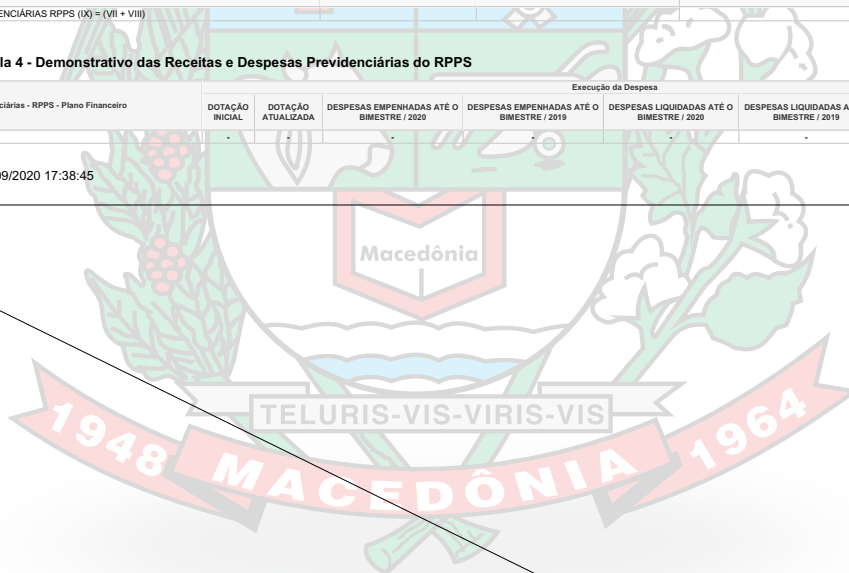 ENCIÁRIAS RPPS (IX) = (VII + VIII)
la 4 - Demonstrativo das Receitas e Despesas Previdenciárias do RPPS
Execução da Despesa
ciárias - RPPS - Plano Financeiro
DOTAÇÃO INICIAL
DOTAÇÃO ATUALIZADA
DESPESAS EMPENHADAS ATÉ O BIMESTRE / 2020
DESPESAS EMPENHADAS ATÉ O BIMESTRE / 2019
DESPESAS LIQUIDADAS ATÉ O BIMESTRE / 2020
DESPESAS LIQUIDADAS A BIMESTRE / 2019
- - - - - -
09/2020 17:38:45
Macedônia
TELURIS-VIS-VIRIS-VIS
1948 MACEDÔNIA 1964